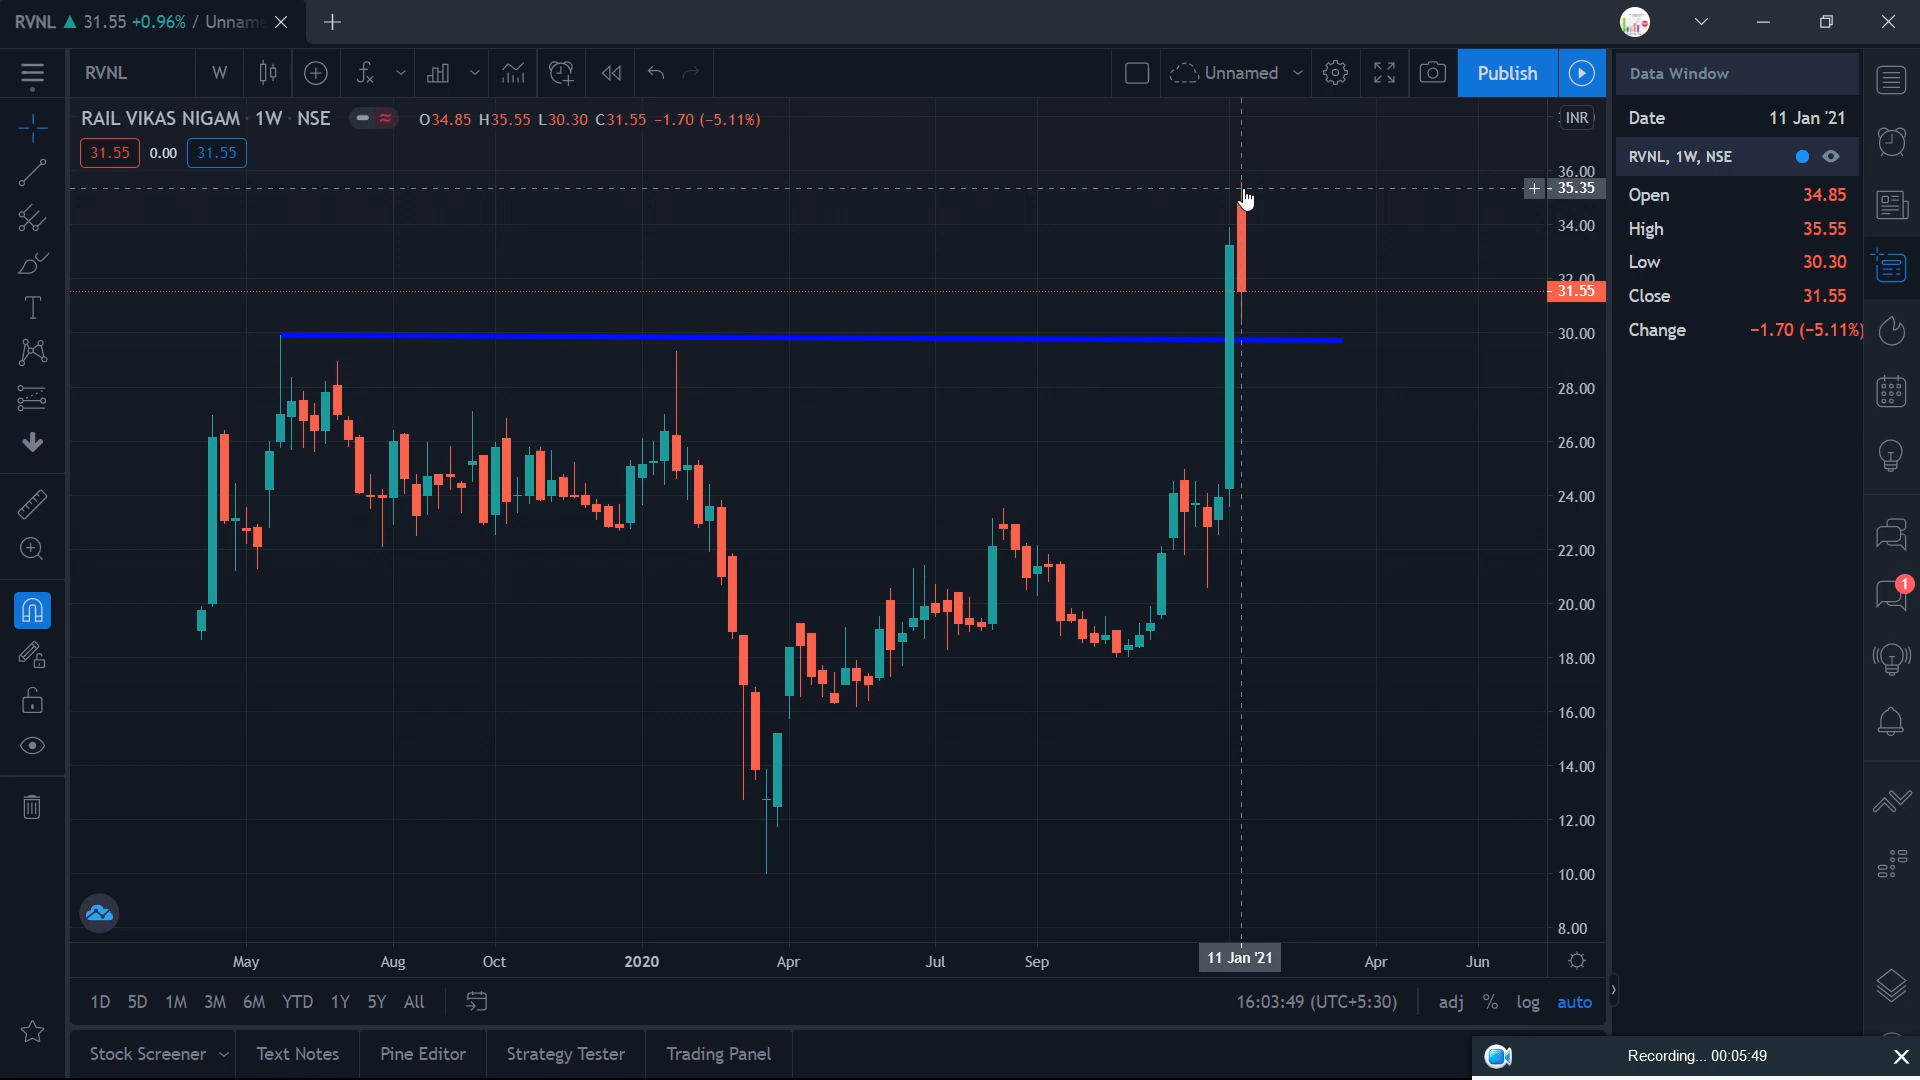 RVNL ▲ 31.55 +0.96% / Unname
RVNL W Unnamed Publish
Data Window
RAIL VIKAS NIGAM · 1W · NSE O34.85 H35.55 L30.30 C31.55 −1.70 (−5.11%)
31.55 0.00 31.55
INR
36.00
35.35
34.00
32.00
31.55
30.00
28.00
26.00
24.00
22.00
20.00
18.00
16.00
14.00
12.00
10.00
8.00
Date 11 Jan '21
RVNL, 1W, NSE
Open 34.85
High 35.55
Low 30.30
Close 31.55
Change −1.70 (−5.11%)
1
May Aug Oct 2020 Apr Jul Sep 11 Jan '21 Apr Jun
1D 5D 1M 3M 6M YTD 1Y 5Y All 16:03:49 (UTC+5:30) adj % log auto
Stock Screener Text Notes Pine Editor Strategy Tester Trading Panel
Recording... 00:05:49